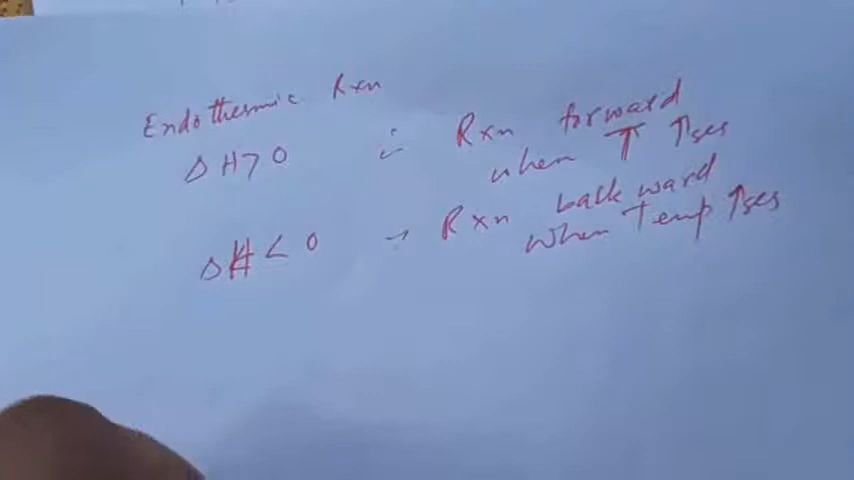 Endothermic Rxn
ΔH>0 : Rxn forward
when T ↑ses
ΔH<0 → Rxn backward
when Temp ↑ses